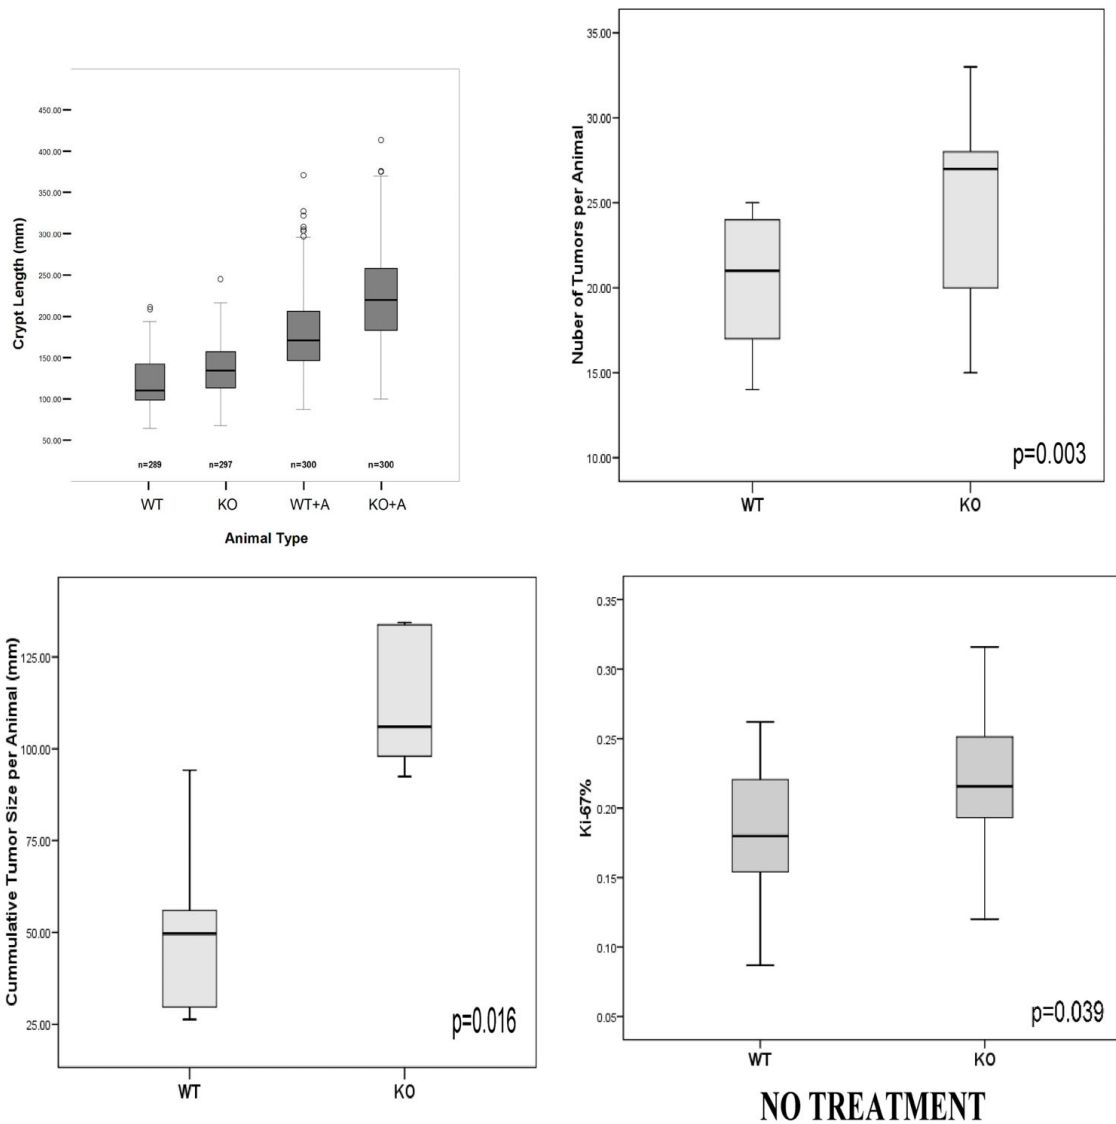 Crypt Length (mm)
450.00
400.00
350.00
300.00
250.00
200.00
150.00
100.00
50.00
n=289 n=297 n=300 n=300
WT KO WT+A KO+A
Animal Type
Nuber of Tumors per Animal
35.00
30.00
25.00
20.00
15.00
10.00
p=0.003
WT KO
Cummulative Tumor Size per Animal (mm)
125.00
100.00
75.00
50.00
25.00
p=0.016
WT KO
Ki-67%
0.35
0.30
0.25
0.20
0.15
0.10
0.05
p=0.039
WT KO
NO TREATMENT